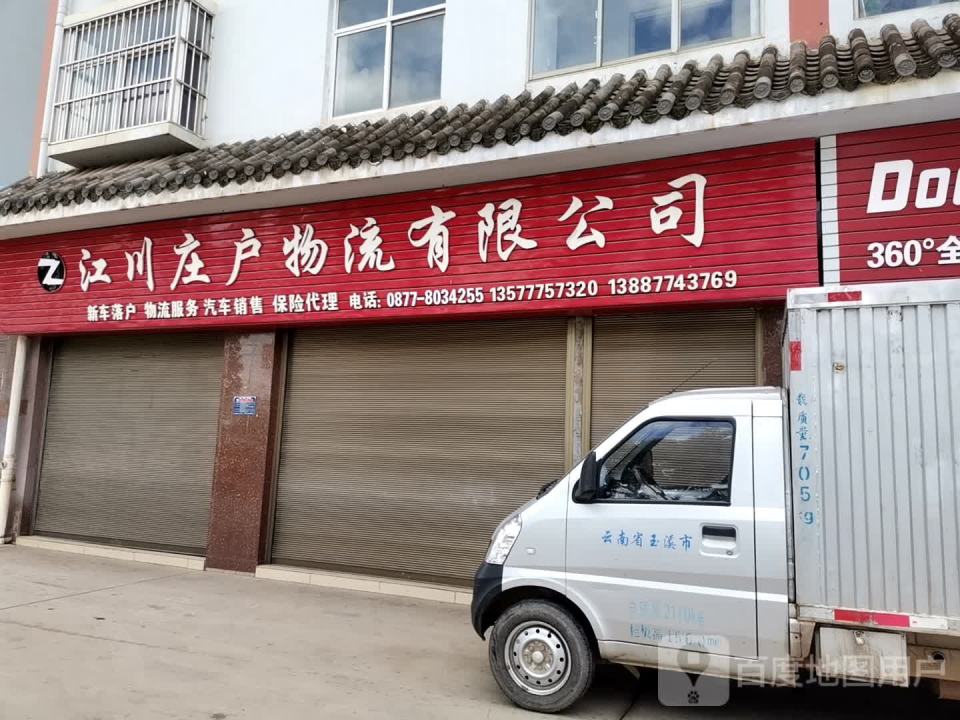 江川庄户物流有限公司
新车落户 物流服务 汽车销售 保险代理 电话: 0877-8034255 13577757320 13887743769
360°全
云南省玉溪市
百度地图用户